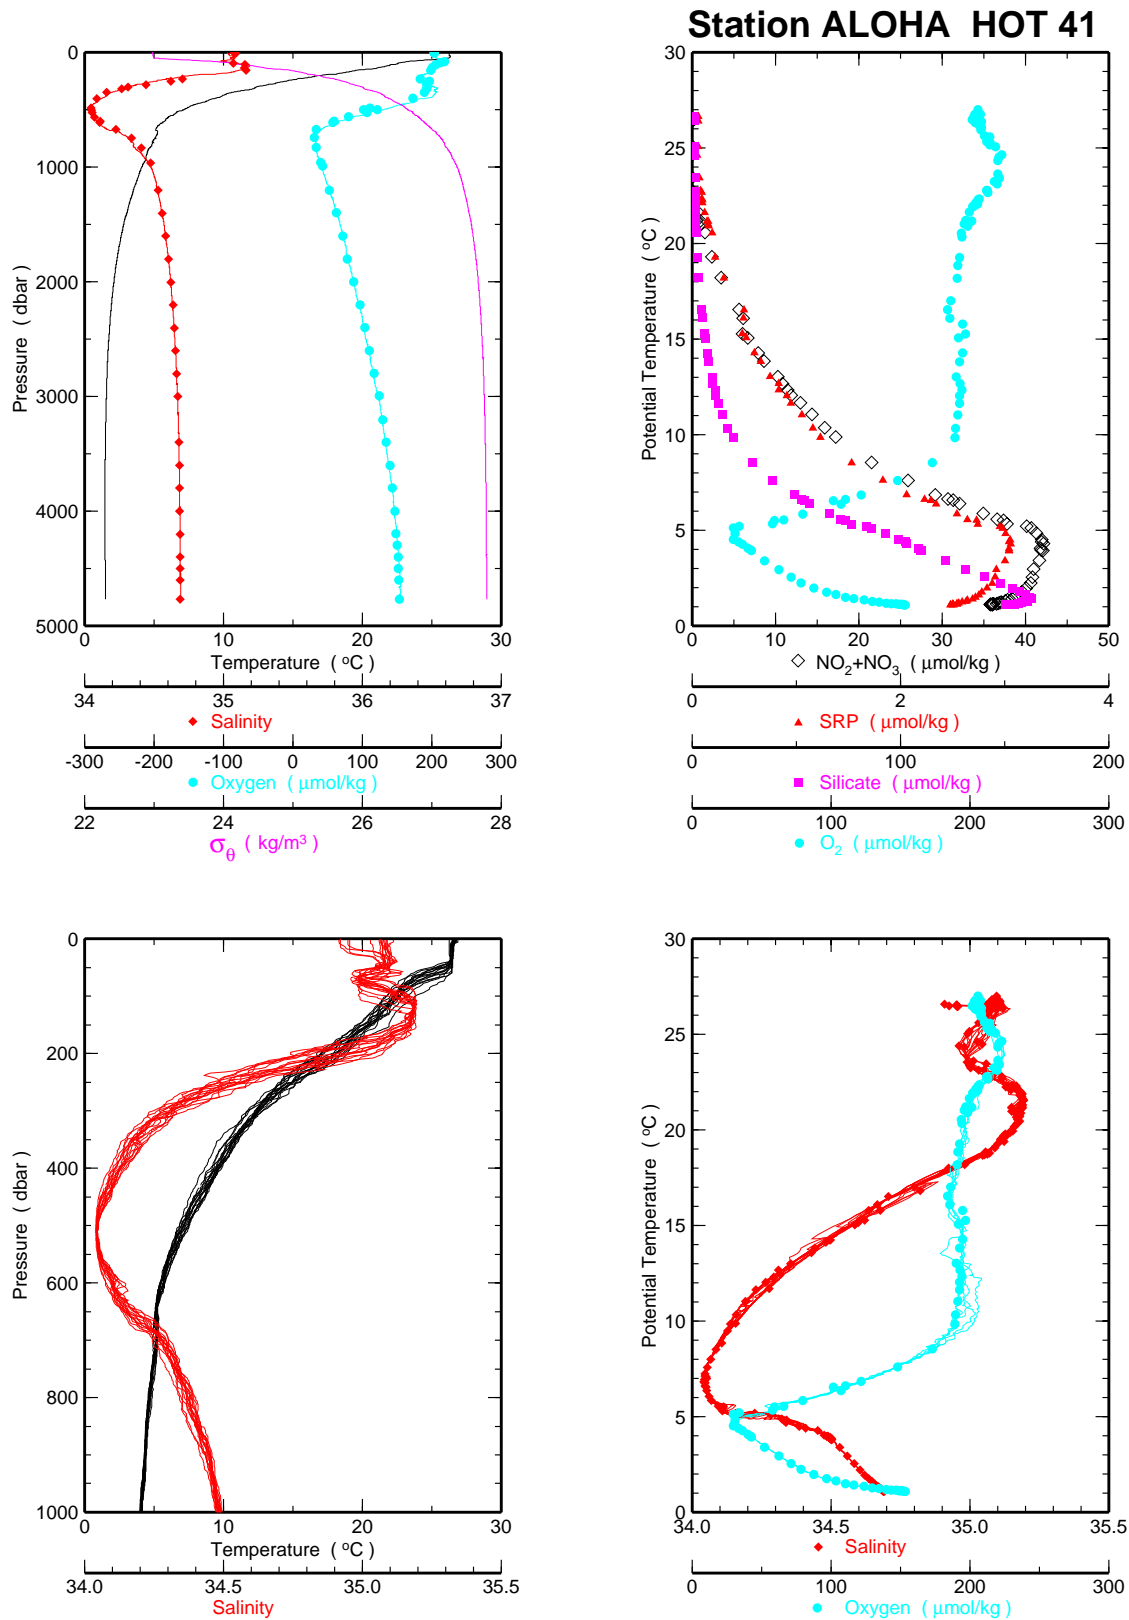 Station ALOHA HOT 41
0
1000
2000
3000
4000
5000
Pressure ( dbar)
0 10 20 30
Temperature ( °C)
34 35 36 37
Salinity
-300 -200 -100 0 100 200 300
Oxygen ( μmol/kg)
22 24 26 28
σθ ( kg/m³)
30
25
20
15
10
5
0
Potential Temperature ( °C)
0 10 20 30 40 50
NO₂+NO₃ ( μmol/kg)
0 2 4
SRP ( μmol/kg)
0 100 200
Silicate ( μmol/kg)
0 100 200 300
O₂ ( μmol/kg)
0
200
400
600
800
1000
Pressure ( dbar)
0 10 20 30
Temperature ( °C)
34.0 34.5 35.0 35.5
Salinity
30
25
20
15
10
5
0
Potential Temperature ( °C)
34.0 34.5 35.0 35.5
Salinity
0 100 200 300
Oxygen ( μmol/kg)